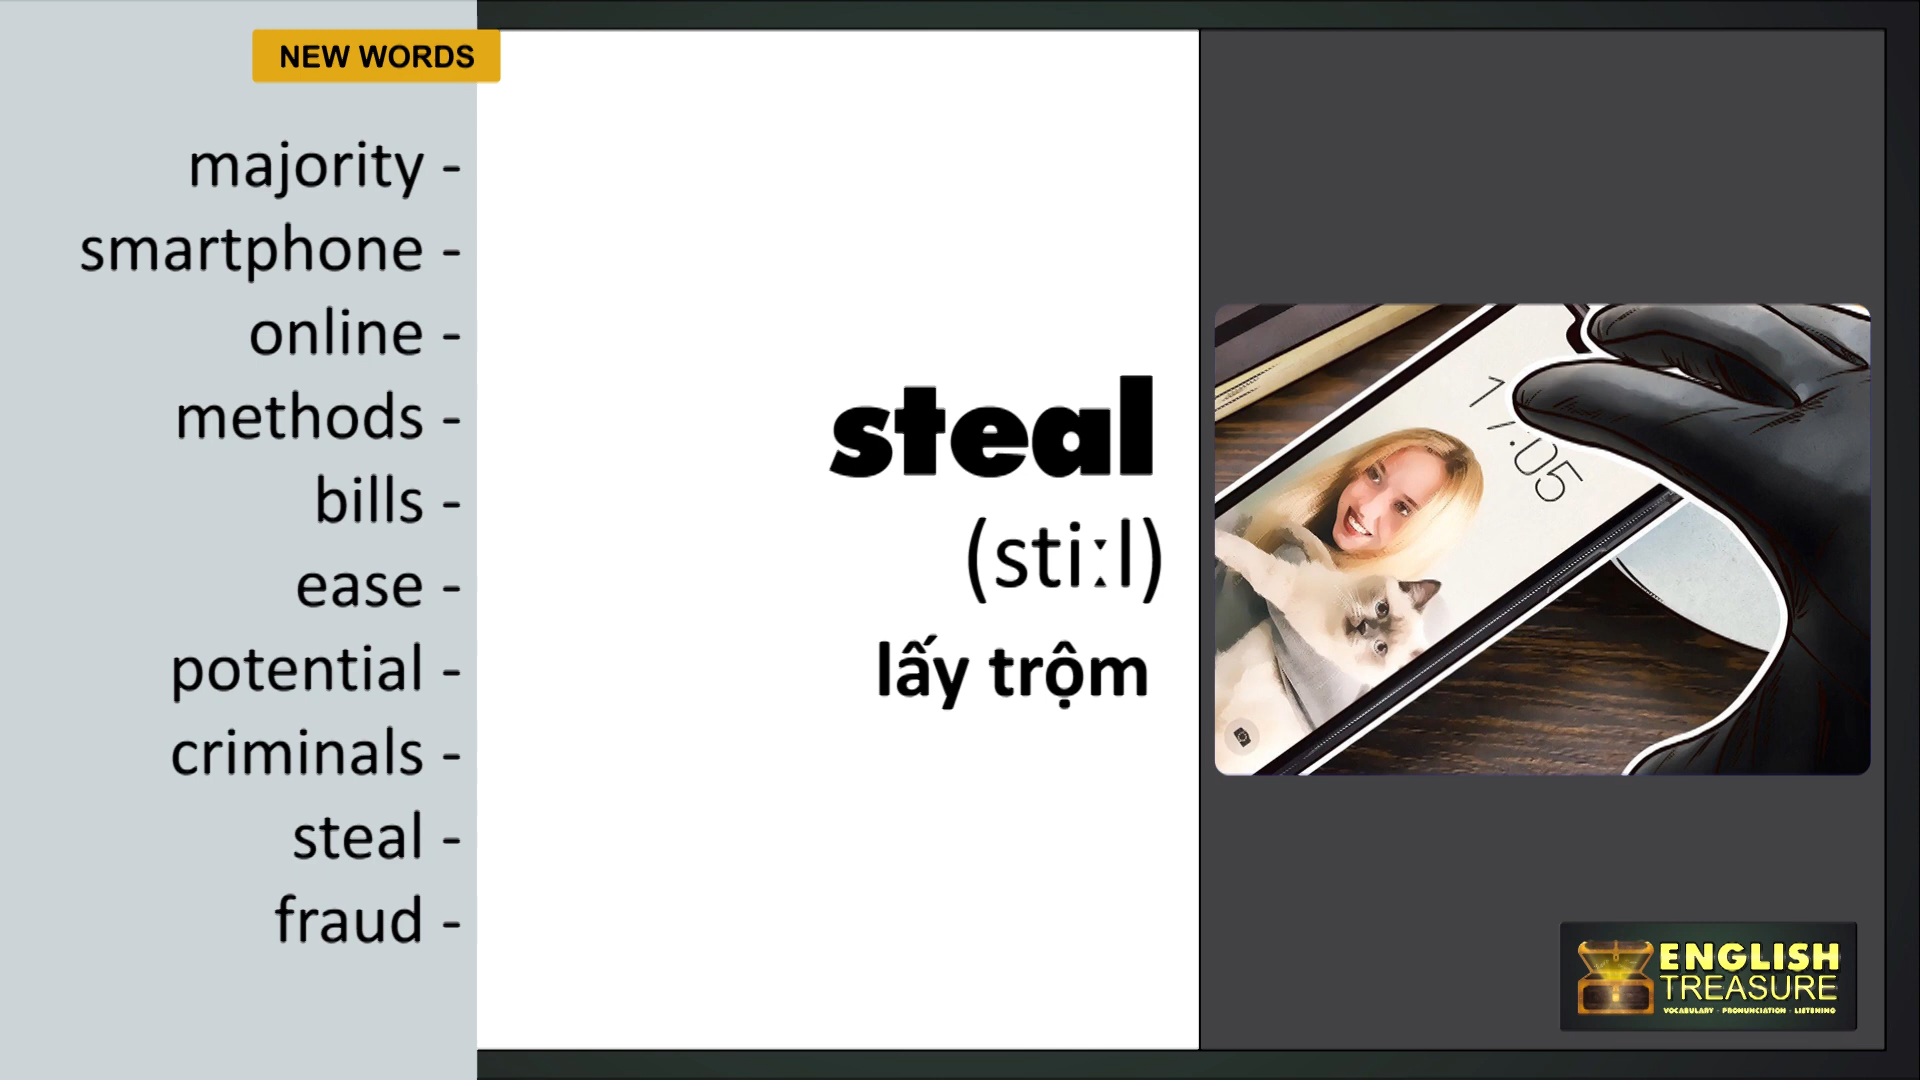 NEW WORDS
majority -
smartphone -
online -
methods -
bills -
ease -
potential -
criminals -
steal -
fraud -
steal
(stiːl)
lấy trộm
17:05
ENGLISH
TREASURE
VOCABULARY - PRONUNCIATION - LISTENING